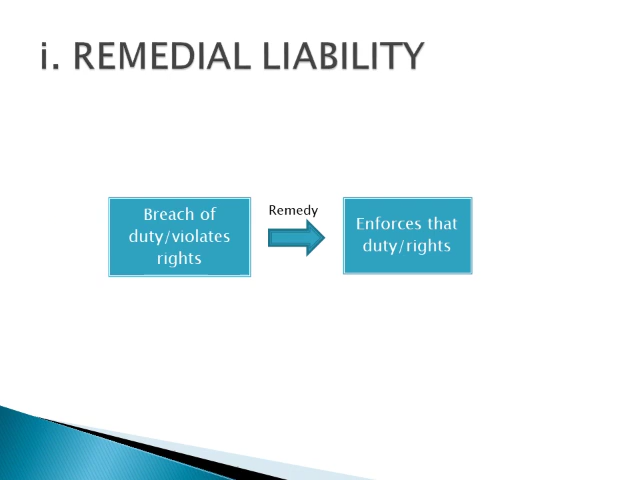 i. REMEDIAL LIABILITY
Breach of
duty/violates
rights
Remedy
Enforces that
duty/rights